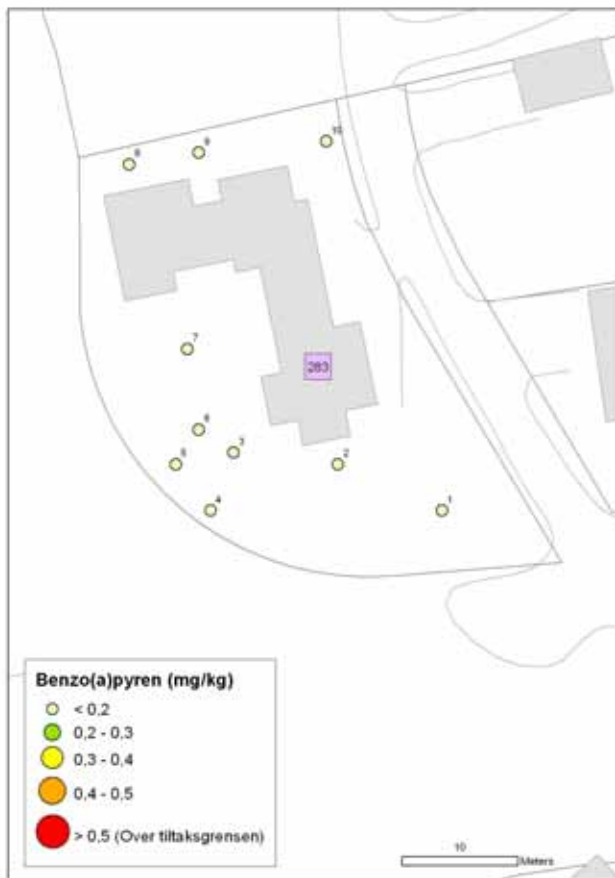 10
9
8
7
283
6
3
5
2
4
1
Benzo(a)pyren (mg/kg)
< 0,2
0,2 - 0,3
0,3 - 0,4
0,4 - 0,5
> 0,5 (Over tiltaksgrensen)
10
Meters